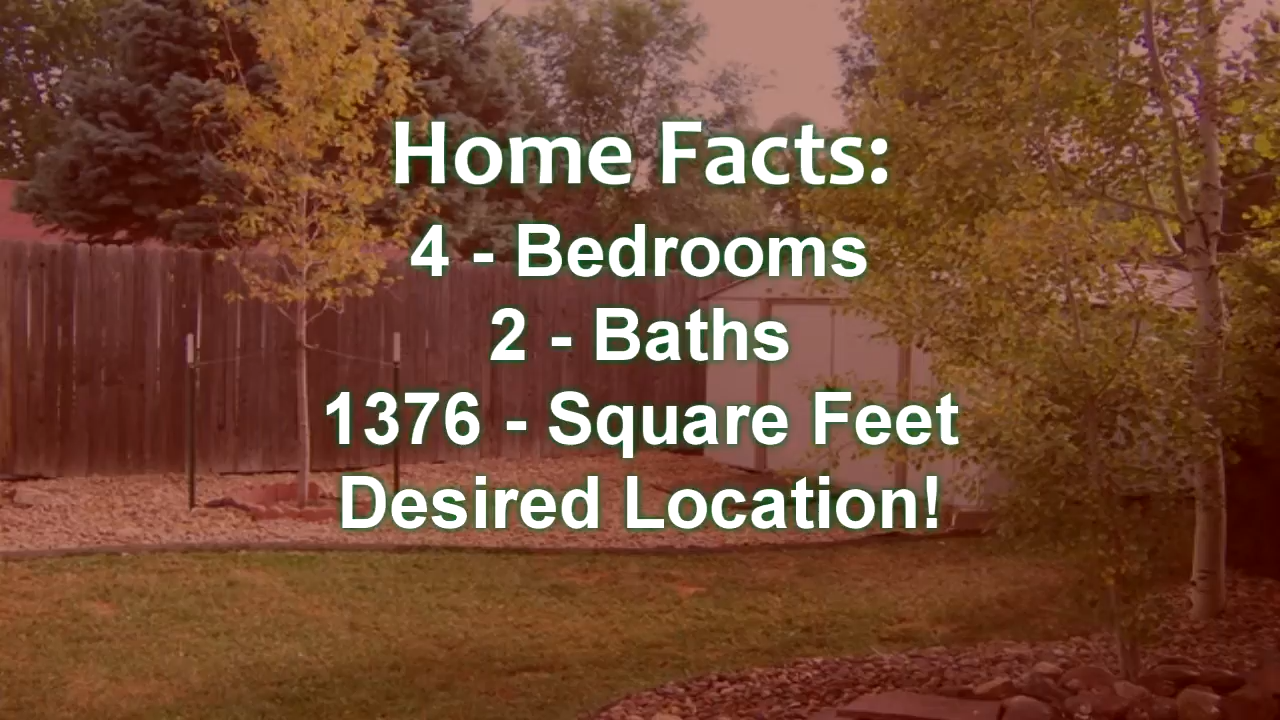 Home Facts:
4 - Bedrooms
2 - Baths
1376 - Square Feet
Desired Location!